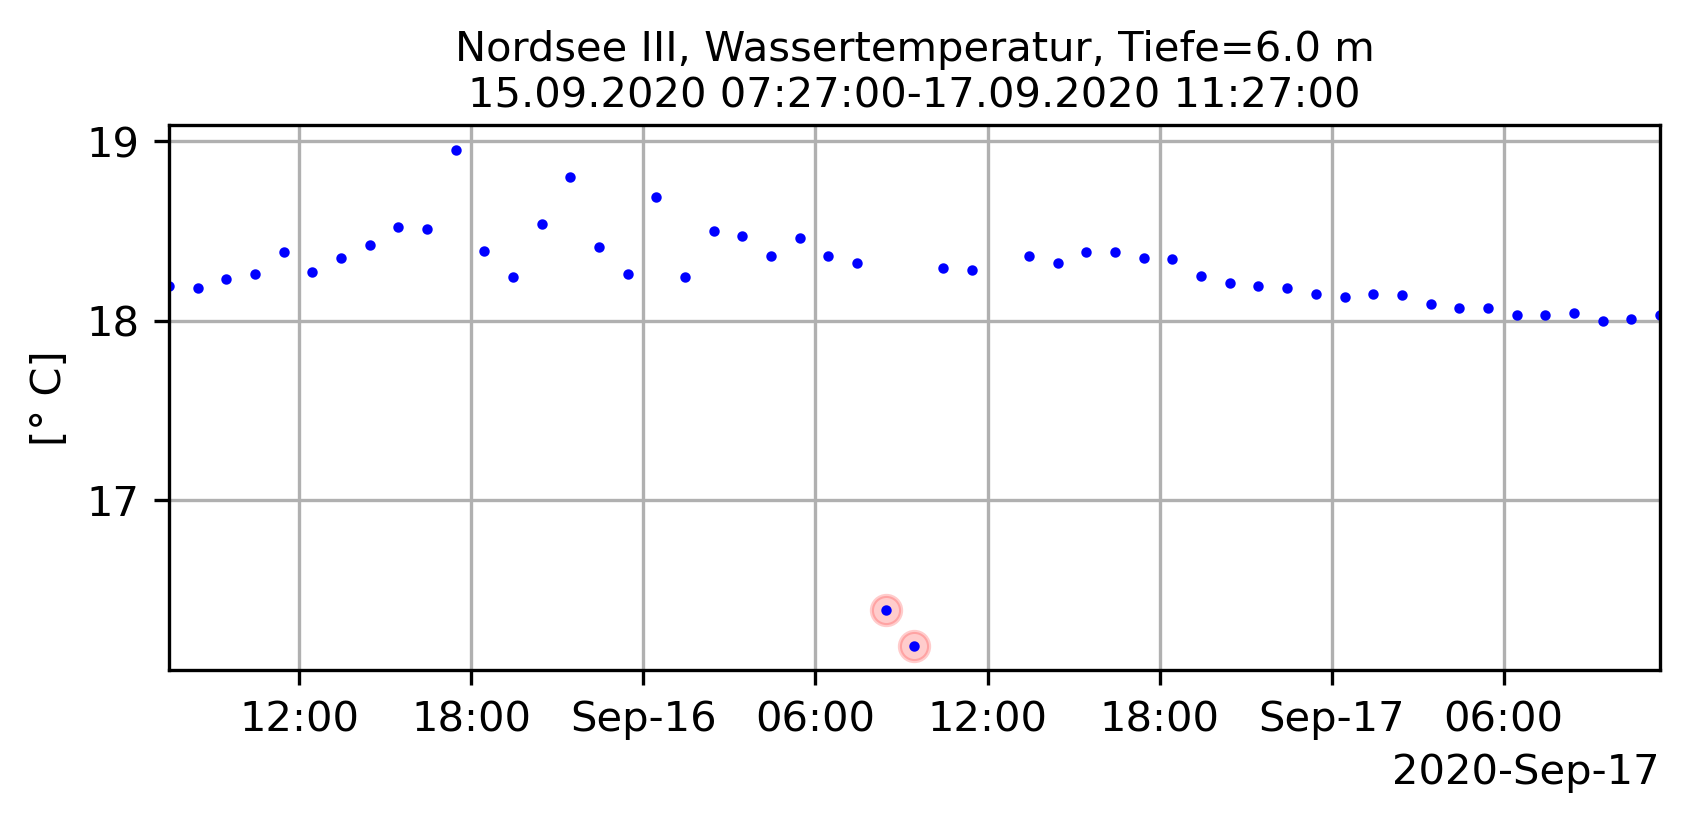 Nordsee III, Wassertemperatur, Tiefe=6.0 m
15.09.2020 07:27:00-17.09.2020 11:27:00
19
18
17
[° C]
12:00 18:00 Sep-16 06:00 12:00 18:00 Sep-17 06:00
2020-Sep-17